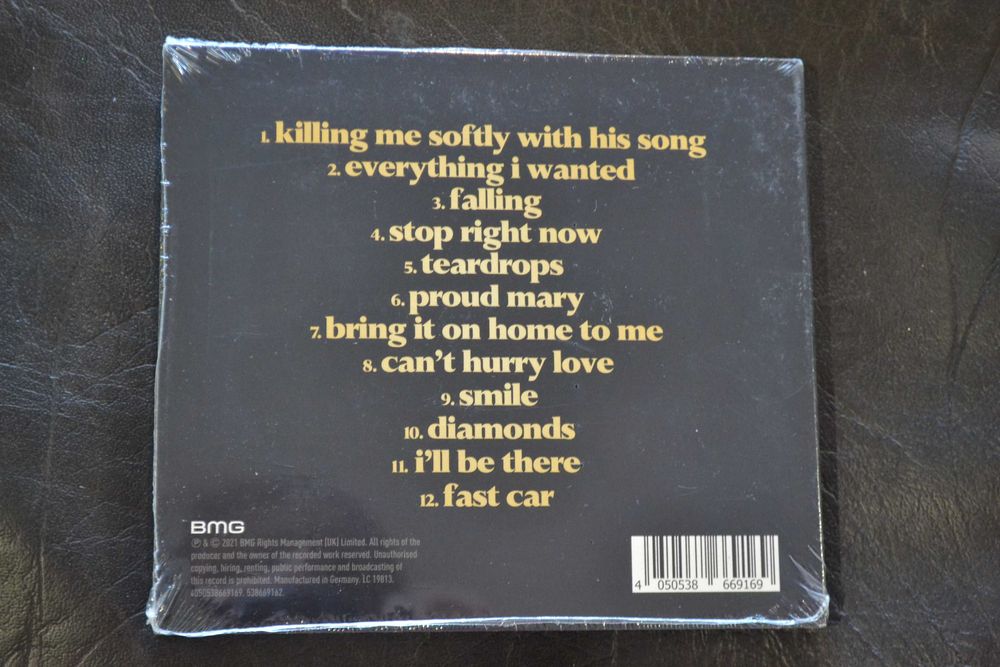 1. killing me softly with his song
2. everything i wanted
3. falling
4. stop right now
5. teardrops
6. proud mary
7. bring it on home to me
8. can't hurry love
9. smile
10. diamonds
11. i'll be there
12. fast car
BMG
℗ & © 2021 BMG Rights Management (UK) Limited. All rights of the
producer and the owner of the recorded work reserved. Unauthorised
copying, hiring, renting, public performance and broadcasting of
this record is prohibited. Manufactured in Germany. LC 19813.
4050538669169. 538669162.
4 050538 669169